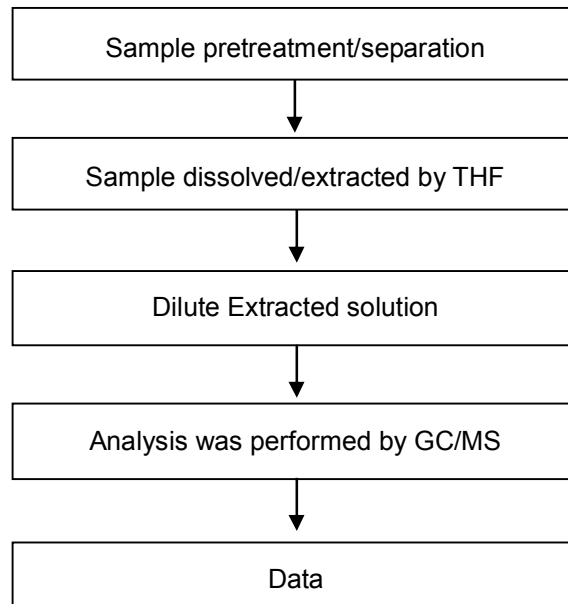 Sample pretreatment/separation
Sample dissolved/extracted by THF
Dilute Extracted solution
Analysis was performed by GC/MS
Data